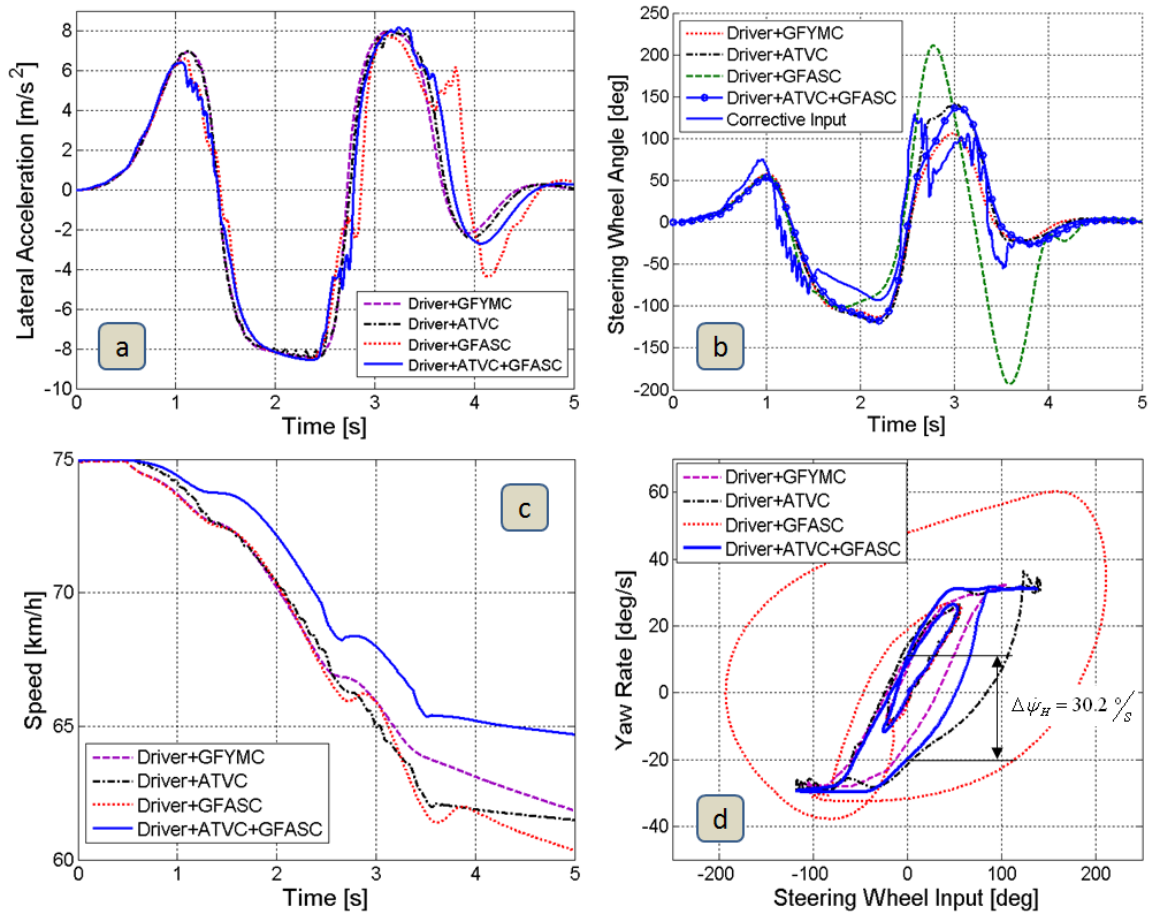 Lateral Acceleration [m/s²]
8
6
4
2
0
-2
-4
-6
-8
-10
0 1 2 3 4 5
Time [s]
a
Driver+GFYMC
Driver+ATVC
Driver+GFASC
Driver+ATVC+GFASC
Steering Wheel Angle [deg]
250
200
150
100
50
0
-50
-100
-150
-200
0 1 2 3 4 5
Time [s]
Driver+GFYMC
Driver+ATVC
Driver+GFASC
Driver+ATVC+GFASC
Corrective Input
b
Speed [km/h]
75
70
65
60
0 1 2 3 4 5
Time [s]
c
Driver+GFYMC
Driver+ATVC
Driver+GFASC
Driver+ATVC+GFASC
Yaw Rate [deg/s]
60
40
20
0
-20
-40
-200 -100 0 100 200
Steering Wheel Input [deg]
Driver+GFYMC
Driver+ATVC
Driver+GFASC
Driver+ATVC+GFASC
Δψ̇_H = 30.2 °/S
d